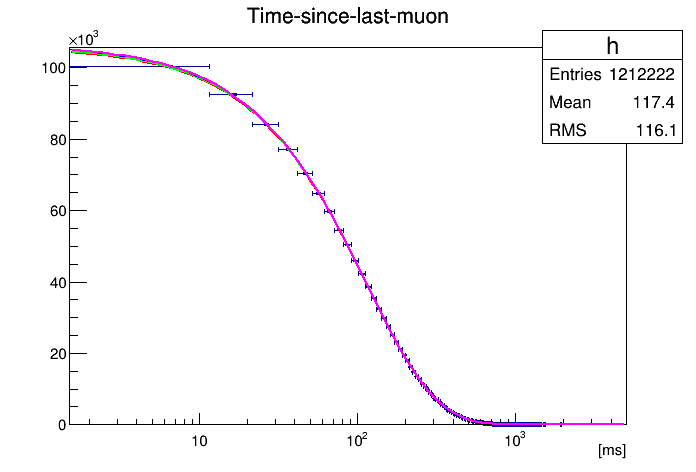 Time-since-last-muon
×10³
h
Entries 1212222
Mean 117.4
RMS 116.1
100
80
60
40
20
0
10 10² 10³
[ms]